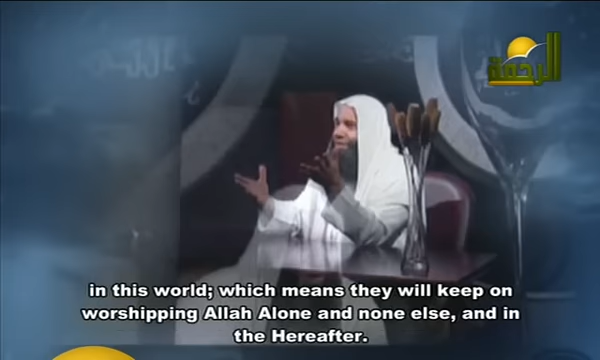 الرحمة
in this world; which means they will keep on
worshipping Allah Alone and none else, and in
the Hereafter.